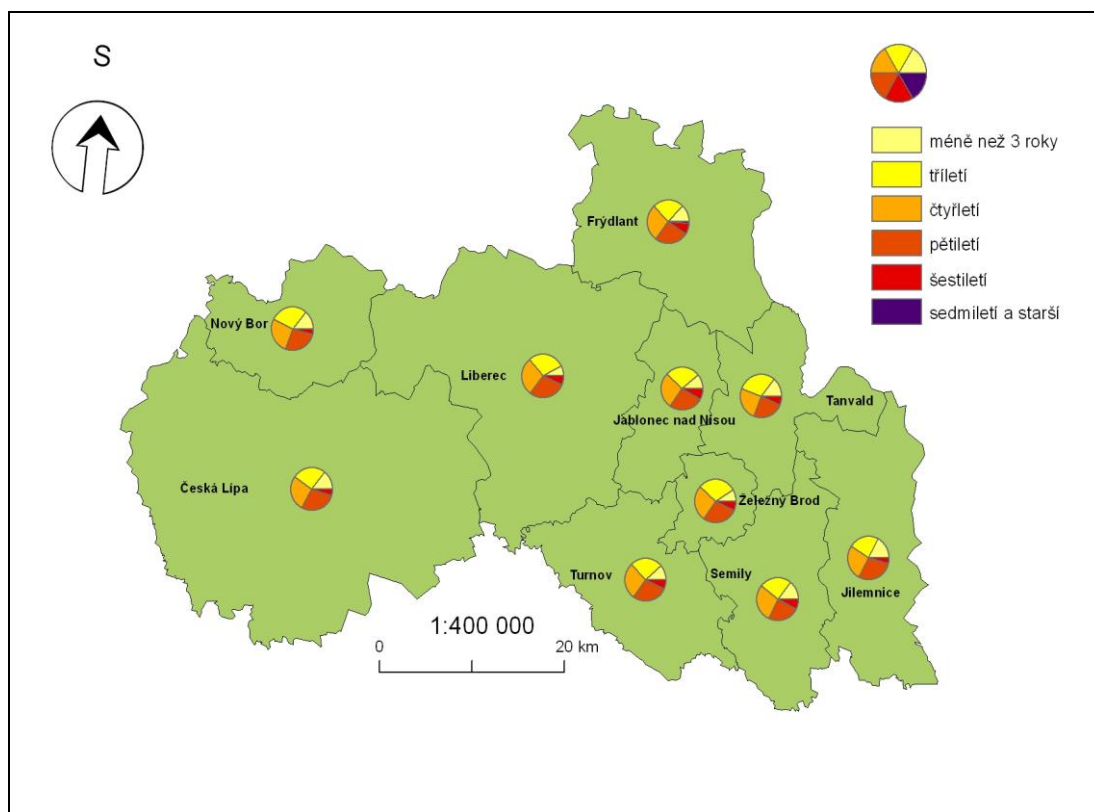 S
méně než 3 roky
tříletí
čtyřletí
pětiletí
šestiletí
sedmiletí a starší
Frýdlant
Nový Bor
Liberec
Tanvald
Jablonec nad Nisou
Česká Lípa
Železný Brod
Turnov
Semily
Jilemnice
1:400 000
0 20 km